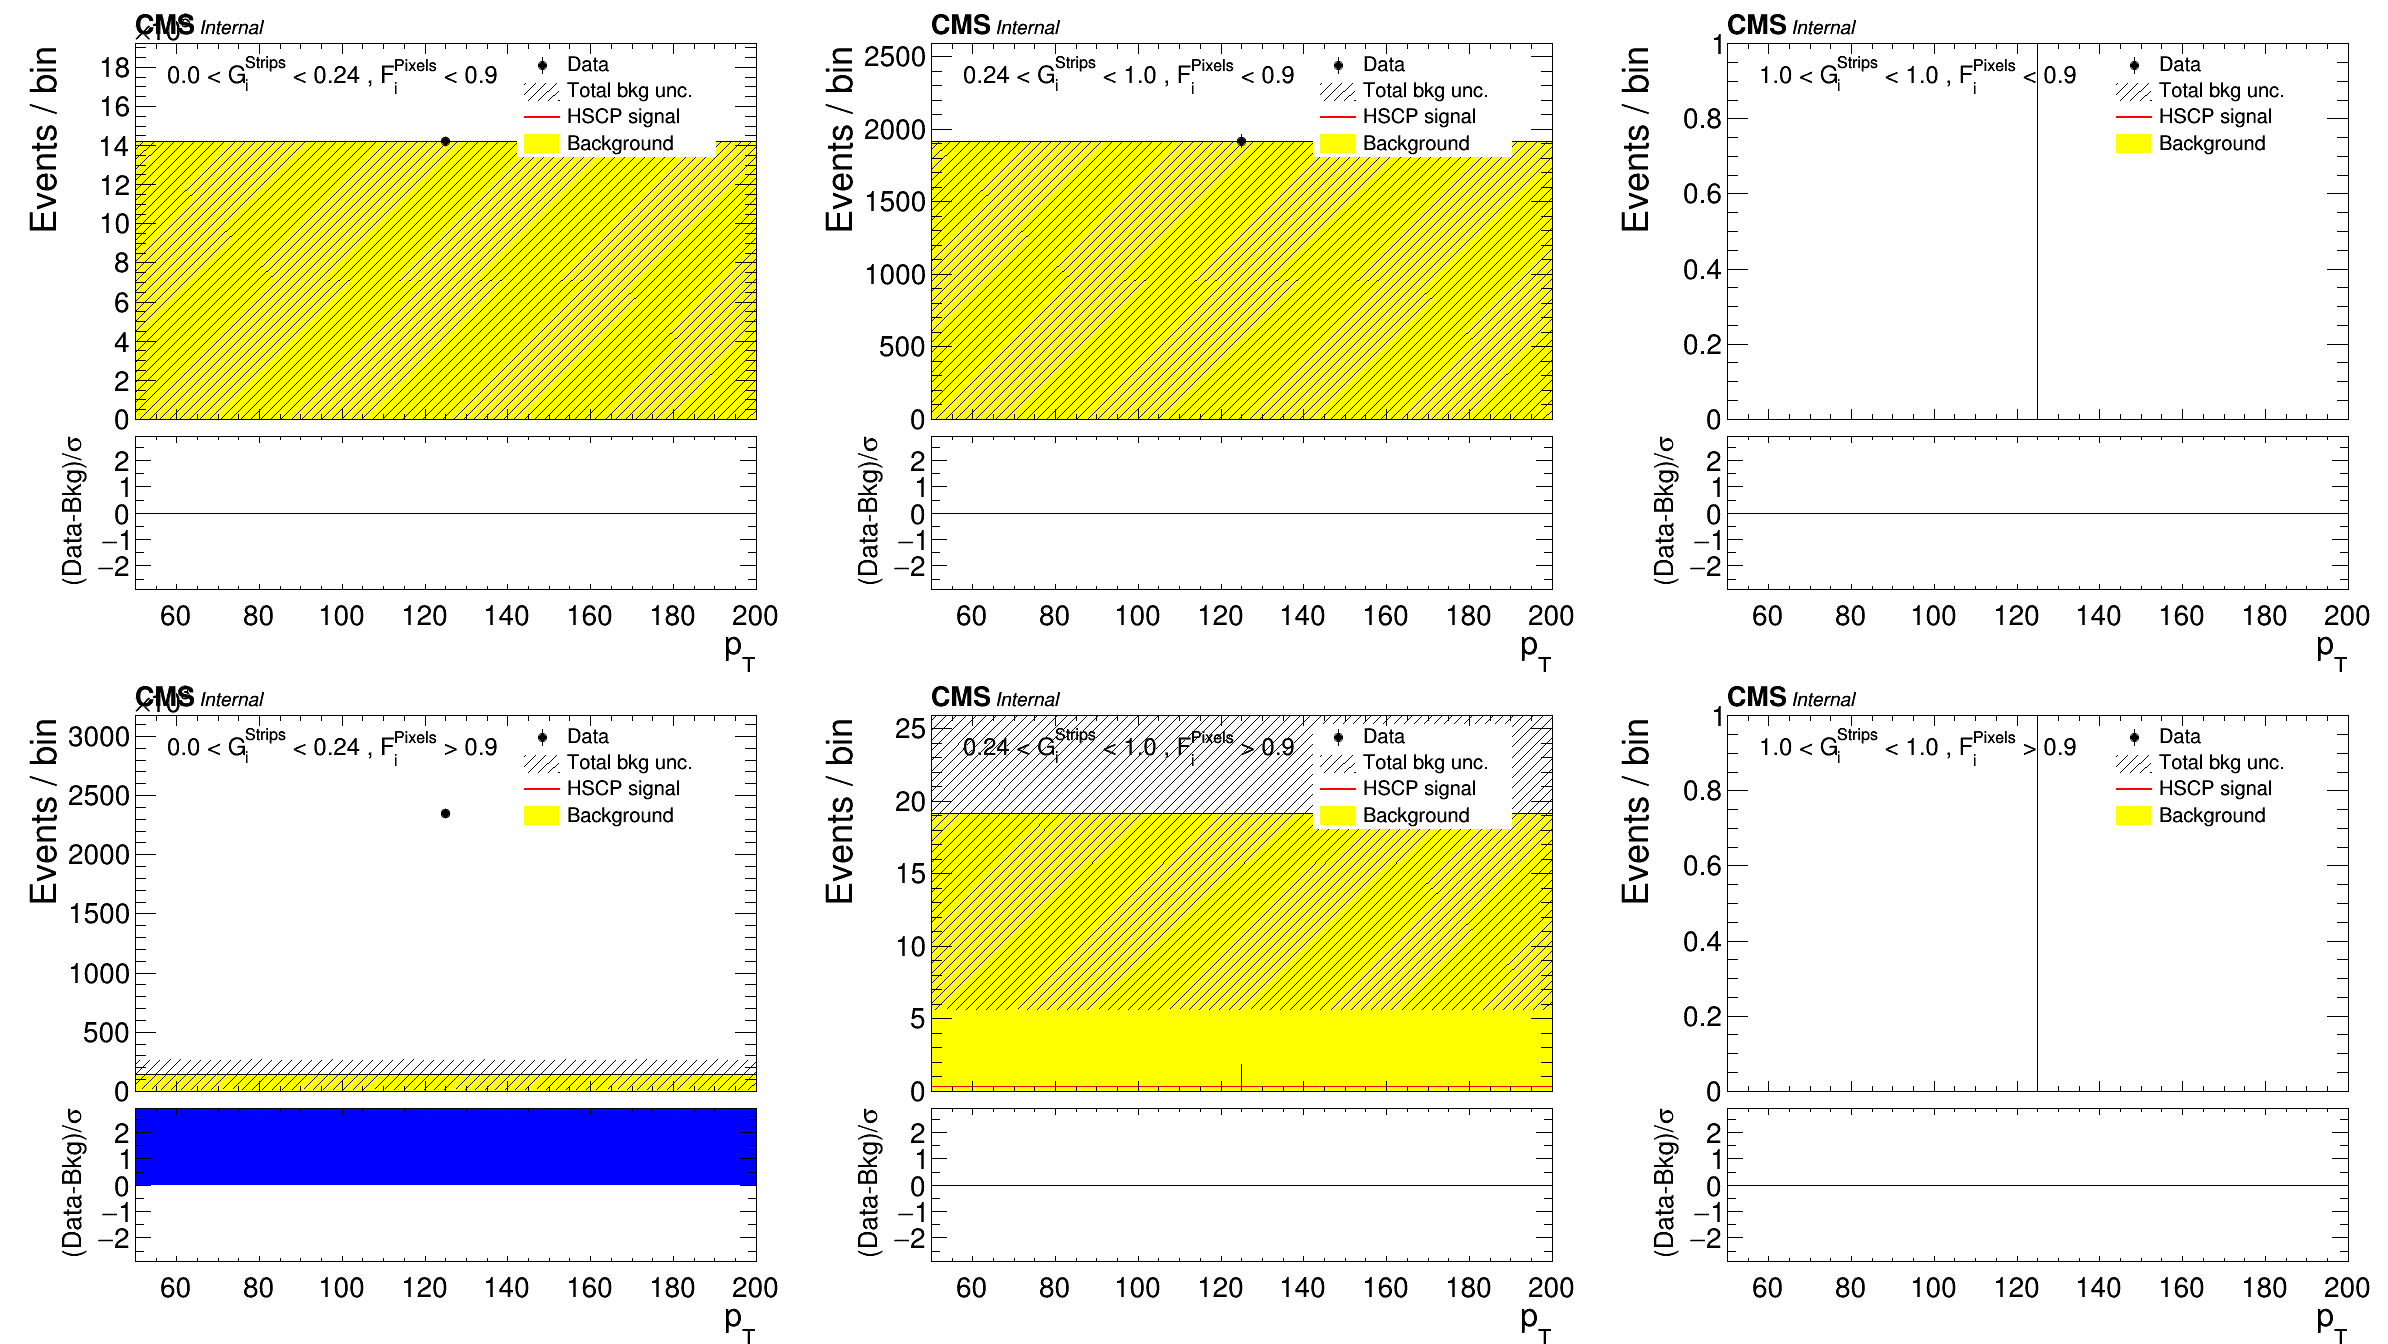 CMS Internal
Events / bin
0.0 < G_i^Strips < 0.24 , F_i^Pixels < 0.9
Data
Total bkg unc.
HSCP signal
Background
18
16
14
12
10
8
6
4
2
0
(Data-Bkg)/σ
2
1
0
−1
−2
60 80 100 120 140 160 180 200
p_T
CMS Internal
Events / bin
0.24 < G_i^Strips < 1.0 , F_i^Pixels < 0.9
Data
Total bkg unc.
HSCP signal
Background
2500
2000
1500
1000
500
0
(Data-Bkg)/σ
2
1
0
−1
−2
60 80 100 120 140 160 180 200
p_T
CMS Internal
Events / bin
1.0 < G_i^Strips < 1.0 , F_i^Pixels < 0.9
Data
Total bkg unc.
HSCP signal
Background
1
0.8
0.6
0.4
0.2
0
(Data-Bkg)/σ
2
1
0
−1
−2
60 80 100 120 140 160 180 200
p_T
CMS Internal
Events / bin
0.0 < G_i^Strips < 0.24 , F_i^Pixels > 0.9
Data
Total bkg unc.
HSCP signal
Background
3000
2500
2000
1500
1000
500
0
(Data-Bkg)/σ
2
1
0
−1
−2
60 80 100 120 140 160 180 200
p_T
CMS Internal
Events / bin
0.24 < G_i^Strips < 1.0 , F_i^Pixels > 0.9
Data
Total bkg unc.
HSCP signal
Background
25
20
15
10
5
0
(Data-Bkg)/σ
2
1
0
−1
−2
60 80 100 120 140 160 180 200
p_T
CMS Internal
Events / bin
1.0 < G_i^Strips < 1.0 , F_i^Pixels > 0.9
Data
Total bkg unc.
HSCP signal
Background
1
0.8
0.6
0.4
0.2
0
(Data-Bkg)/σ
2
1
0
−1
−2
60 80 100 120 140 160 180 200
p_T